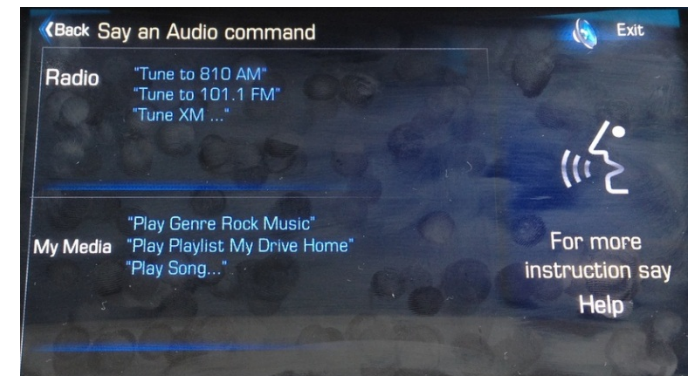 Back Say an Audio command
Exit
Radio
"Tune to 810 AM"
"Tune to 101.1 FM"
"Tune XM ..."
My Media
"Play Genre Rock Music"
"Play Playlist My Drive Home"
"Play Song..."
For more
instruction say
Help